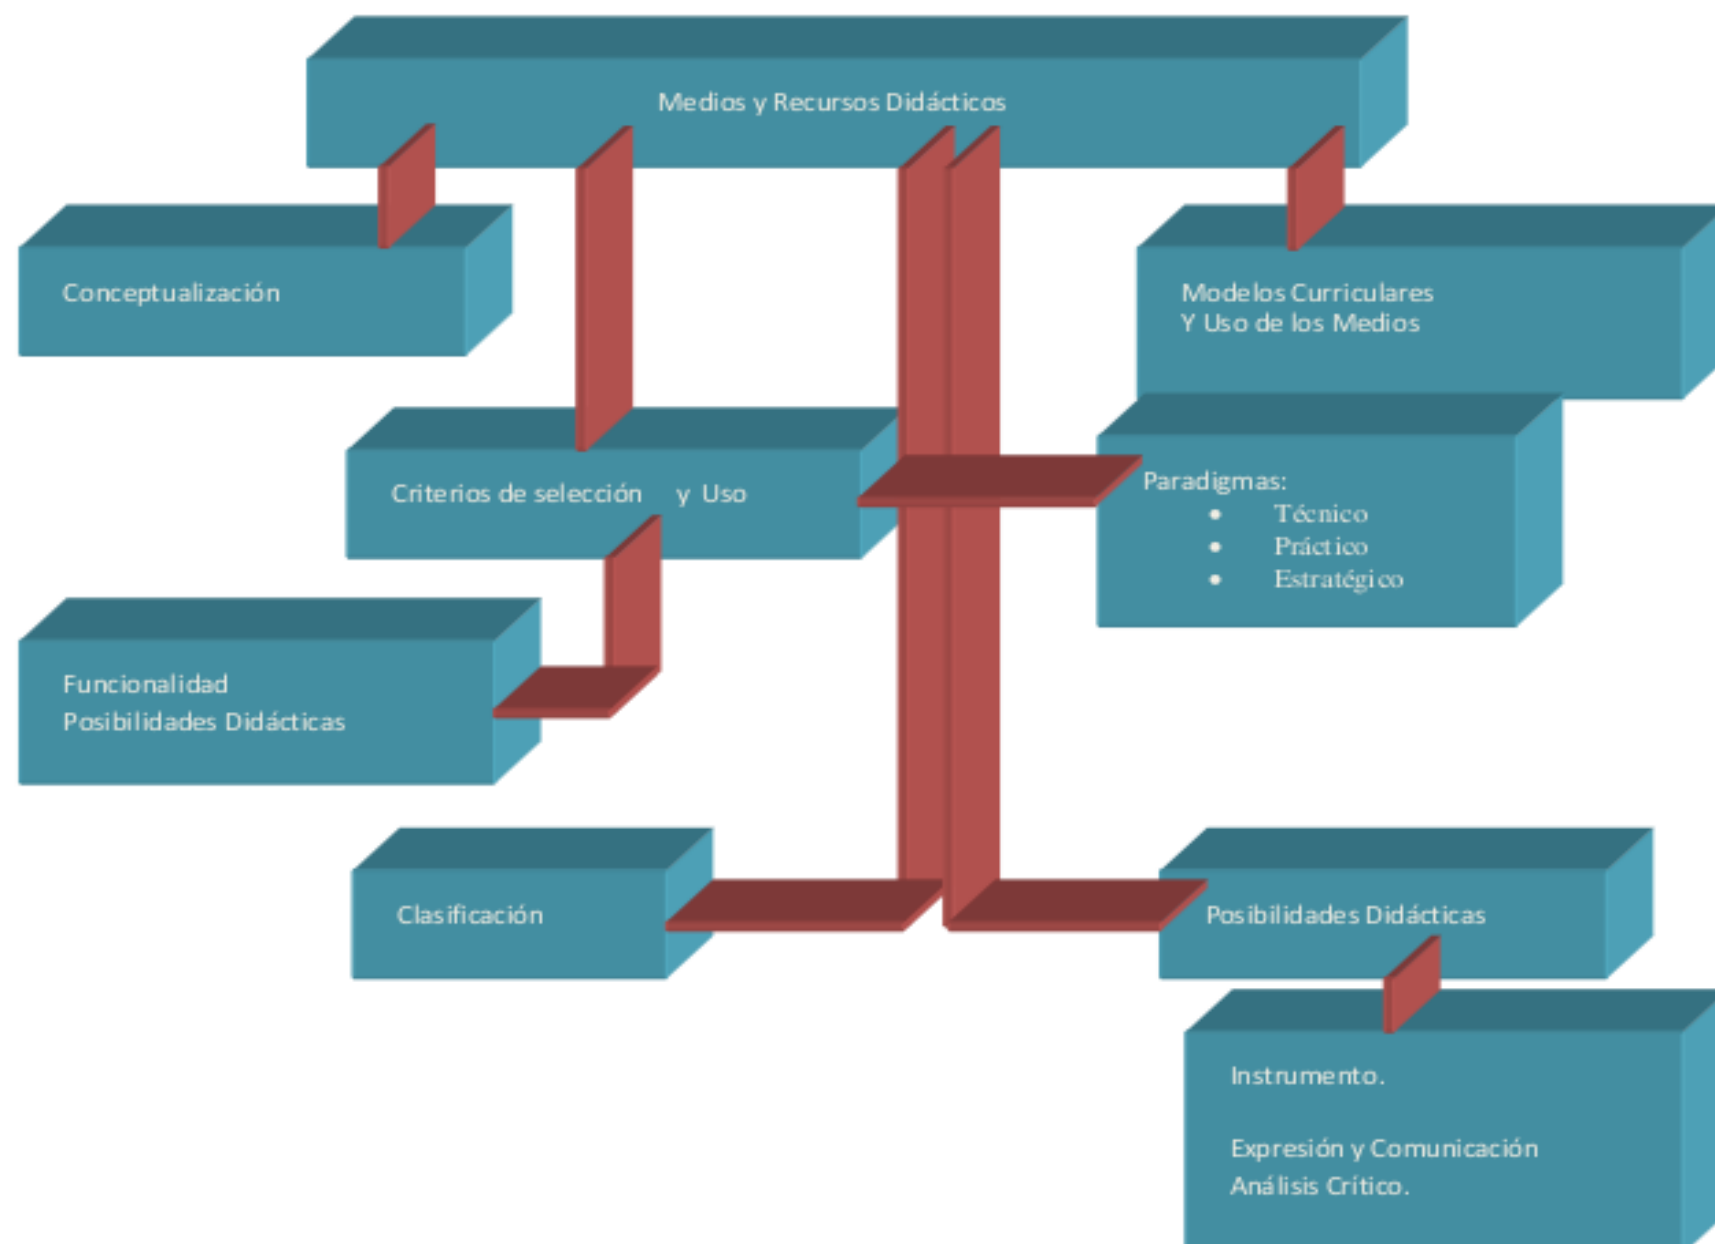 Medios y Recursos Didácticos
Conceptualización
Modelos Curriculares
Y Uso de los Medios
Criterios de selección y Uso
Paradigmas:
• Técnico
• Práctico
• Estratégico
Funcionalidad
Posibilidades Didácticas
Clasificación
Posibilidades Didácticas
Instrumento.
Expresión y Comunicación
Análisis Crítico.